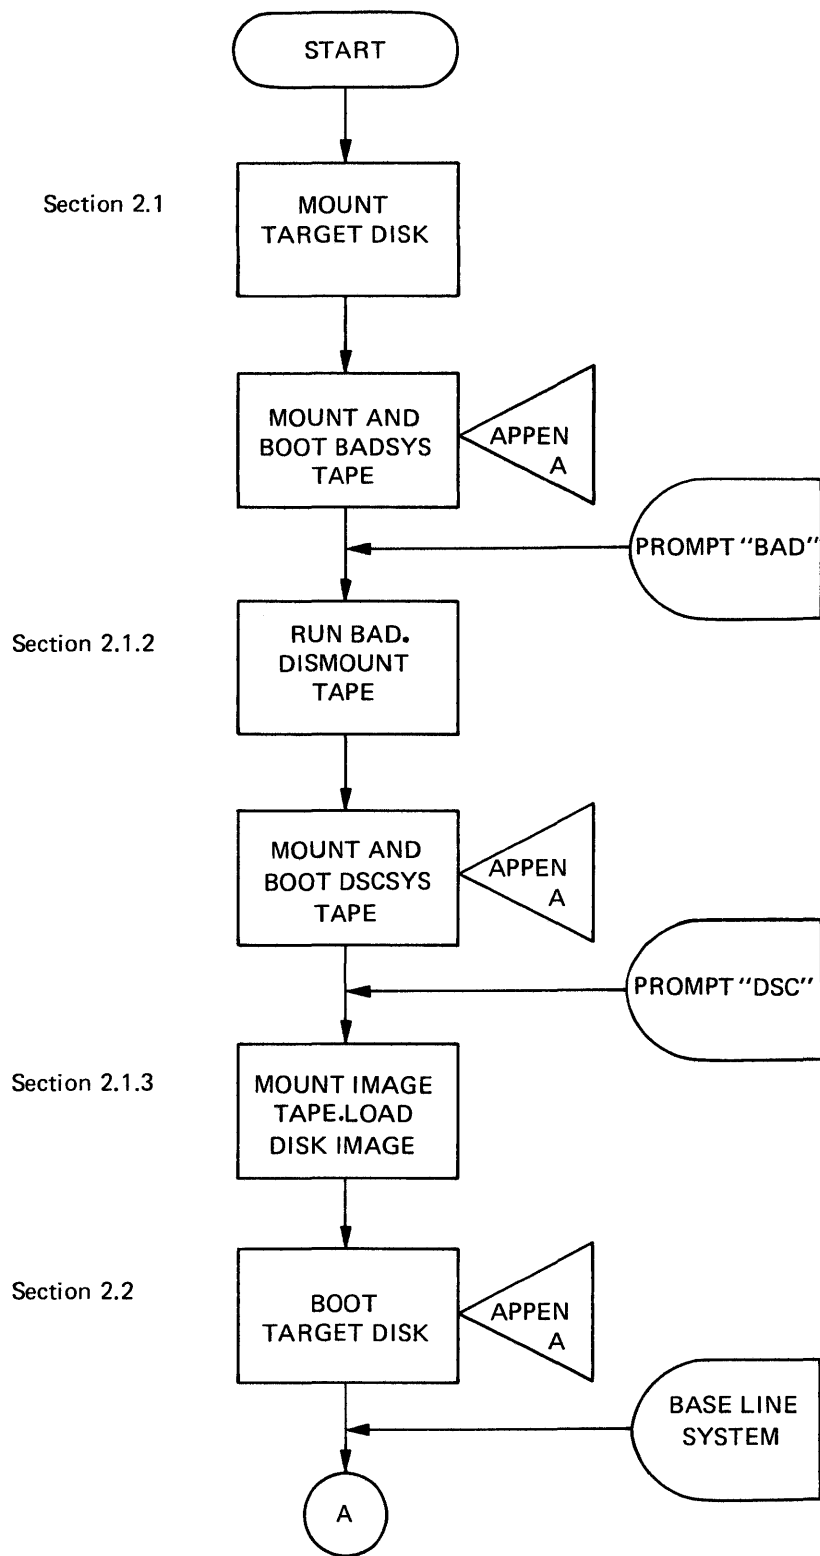 START
Section 2.1
MOUNT
TARGET DISK
MOUNT AND
BOOT BADSYS
TAPE
APPEN
A
PROMPT "BAD"
Section 2.1.2
RUN BAD.
DISMOUNT
TAPE
MOUNT AND
BOOT DSCSYS
TAPE
APPEN
A
PROMPT "DSC"
Section 2.1.3
MOUNT IMAGE
TAPE.LOAD
DISK IMAGE
Section 2.2
BOOT
TARGET DISK
APPEN
A
BASE LINE
SYSTEM
A